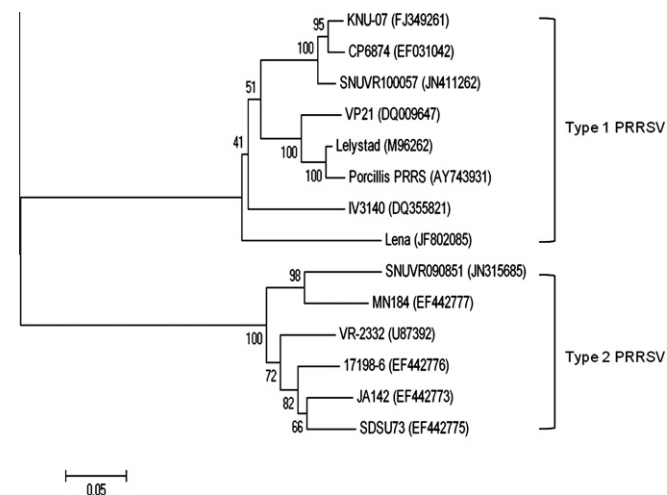 95
KNU-07 (FJ349261)
100
CP6874 (EF031042)
SNUVR100057 (JN411262)
51
VP21 (DQ009647)
Type 1 PRRSV
41
100
Lelystad (M96262)
100
Porcillis PRRS (AY743931)
IV3140 (DQ355821)
Lena (JF802085)
98
SNUVR090851 (JN315685)
MN184 (EF442777)
100
VR-2332 (U87392)
Type 2 PRRSV
72
17198-6 (EF442776)
82
JA142 (EF442773)
66
SDSU73 (EF442775)
0.05